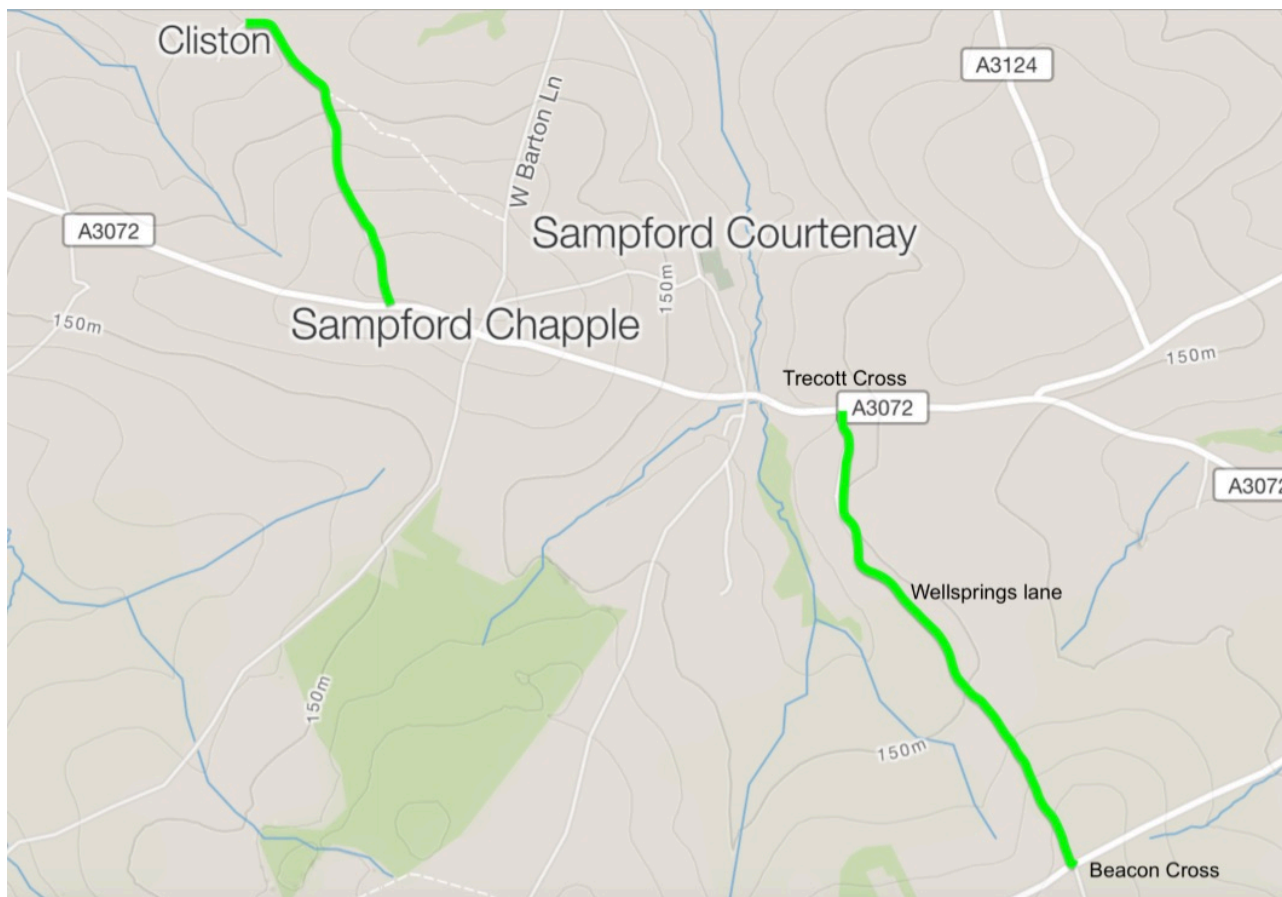 Cliston
A3124
W Barton Ln
A3072
Sampford Courtenay
150m
150m
Sampford Chapple
150m
Trecott Cross
A3072
A3072
Wellsprings lane
150m
150m
Beacon Cross